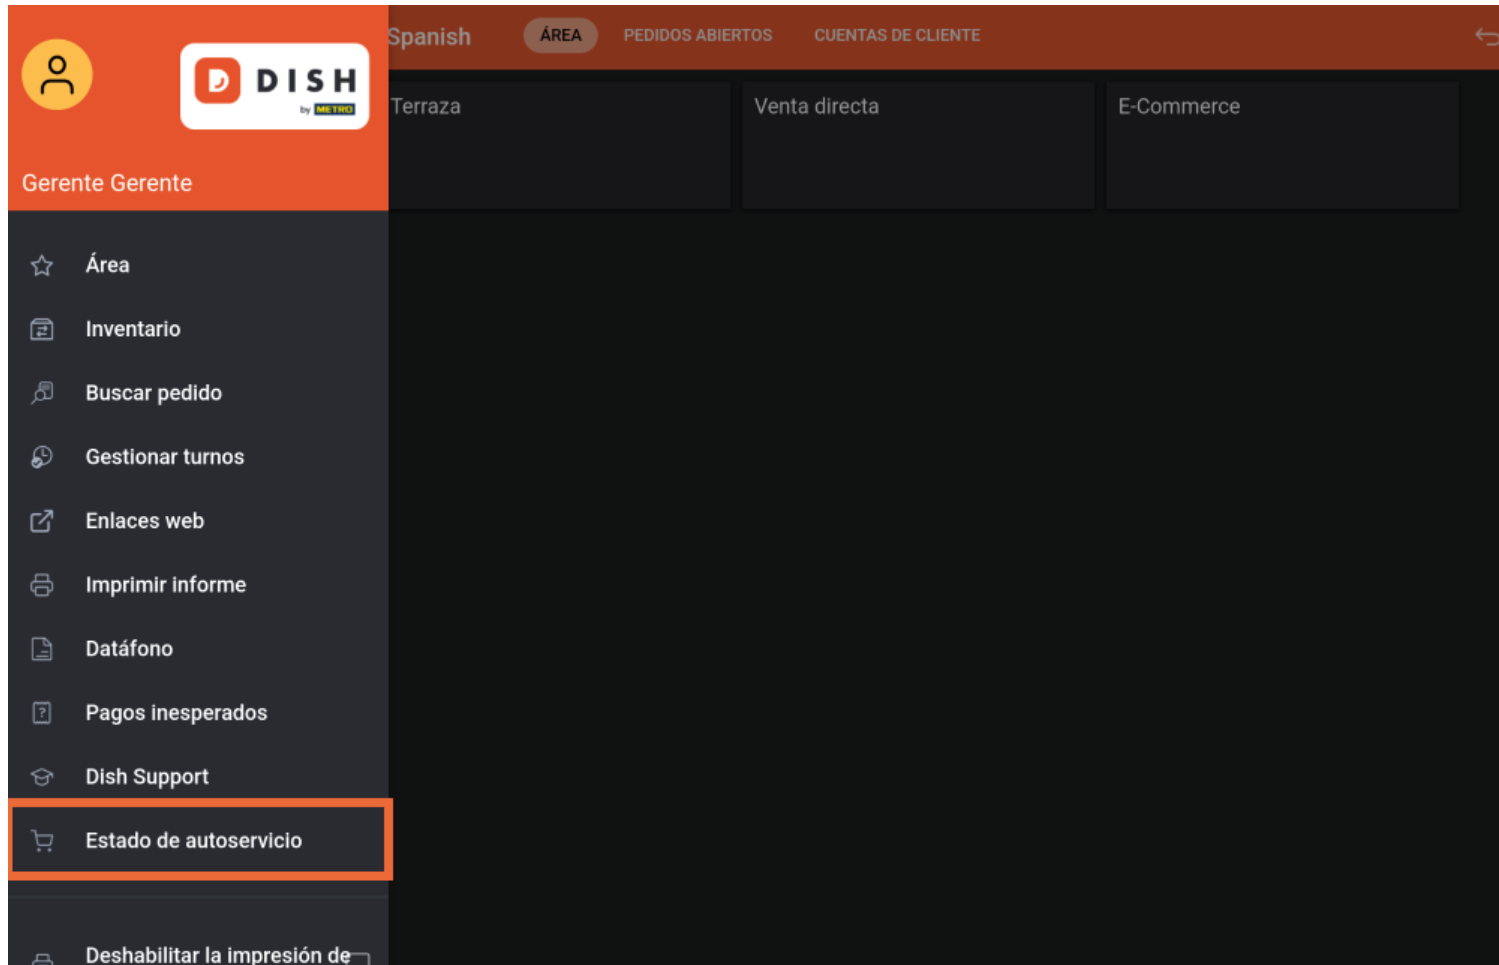 Spanish
ÁREA
PEDIDOS ABIERTOS
CUENTAS DE CLIENTE
DISH
by METRO
Gerente Gerente
Terraza
Venta directa
E-Commerce
Área
Inventario
Buscar pedido
Gestionar turnos
Enlaces web
Imprimir informe
Datáfono
Pagos inesperados
Dish Support
Estado de autoservicio
Deshabilitar la impresión de